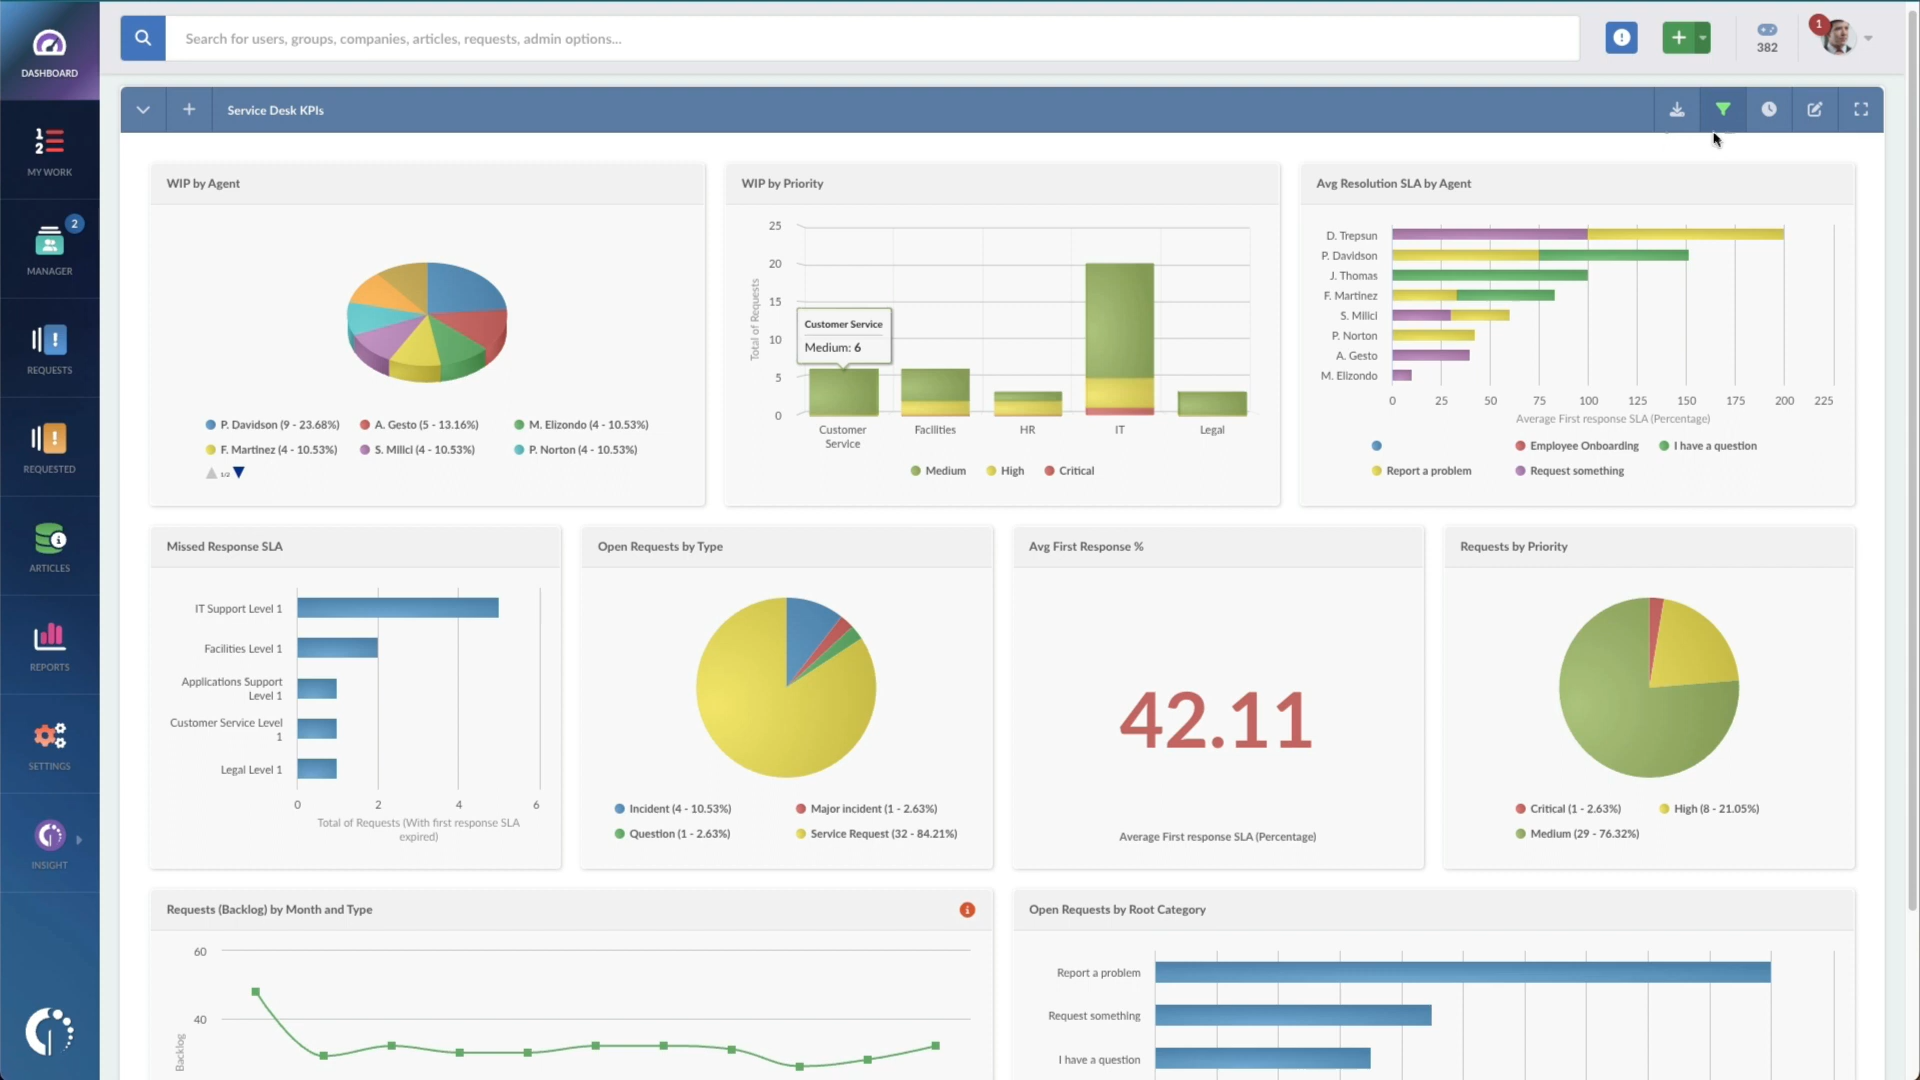 Search for users, groups, companies, articles, requests, admin options...
382
1
DASHBOARD
MY WORK
2
MANAGER
REQUESTS
REQUESTED
ARTICLES
REPORTS
SETTINGS
INSIGHT
Service Desk KPIs
WIP by Agent
P. Davidson (9 - 23.68%)
A. Gesto (5 - 13.16%)
M. Elizondo (4 - 10.53%)
F. Martinez (4 - 10.53%)
S. Milici (4 - 10.53%)
P. Norton (4 - 10.53%)
1/2
WIP by Priority
Total of Requests
25
20
15
10
5
0
Customer Service
Medium: 6
Customer
Service
Facilities
HR
IT
Legal
Medium
High
Critical
Avg Resolution SLA by Agent
D. Trepsun
P. Davidson
J. Thomas
F. Martinez
S. Milici
P. Norton
A. Gesto
M. Elizondo
0 25 50 75 100 125 150 175 200 225
Average First response SLA (Percentage)
Employee Onboarding
I have a question
Report a problem
Request something
Missed Response SLA
IT Support Level 1
Facilities Level 1
Applications Support
Level 1
Customer Service Level
1
Legal Level 1
0 2 4 6
Total of Requests (With first response SLA
expired)
Open Requests by Type
Incident (4 - 10.53%)
Major incident (1 - 2.63%)
Question (1 - 2.63%)
Service Request (32 - 84.21%)
Avg First Response %
42.11
Average First response SLA (Percentage)
Requests by Priority
Critical (1 - 2.63%)
High (8 - 21.05%)
Medium (29 - 76.32%)
Requests (Backlog) by Month and Type
60
40
Backlog
Open Requests by Root Category
Report a problem
Request something
I have a question